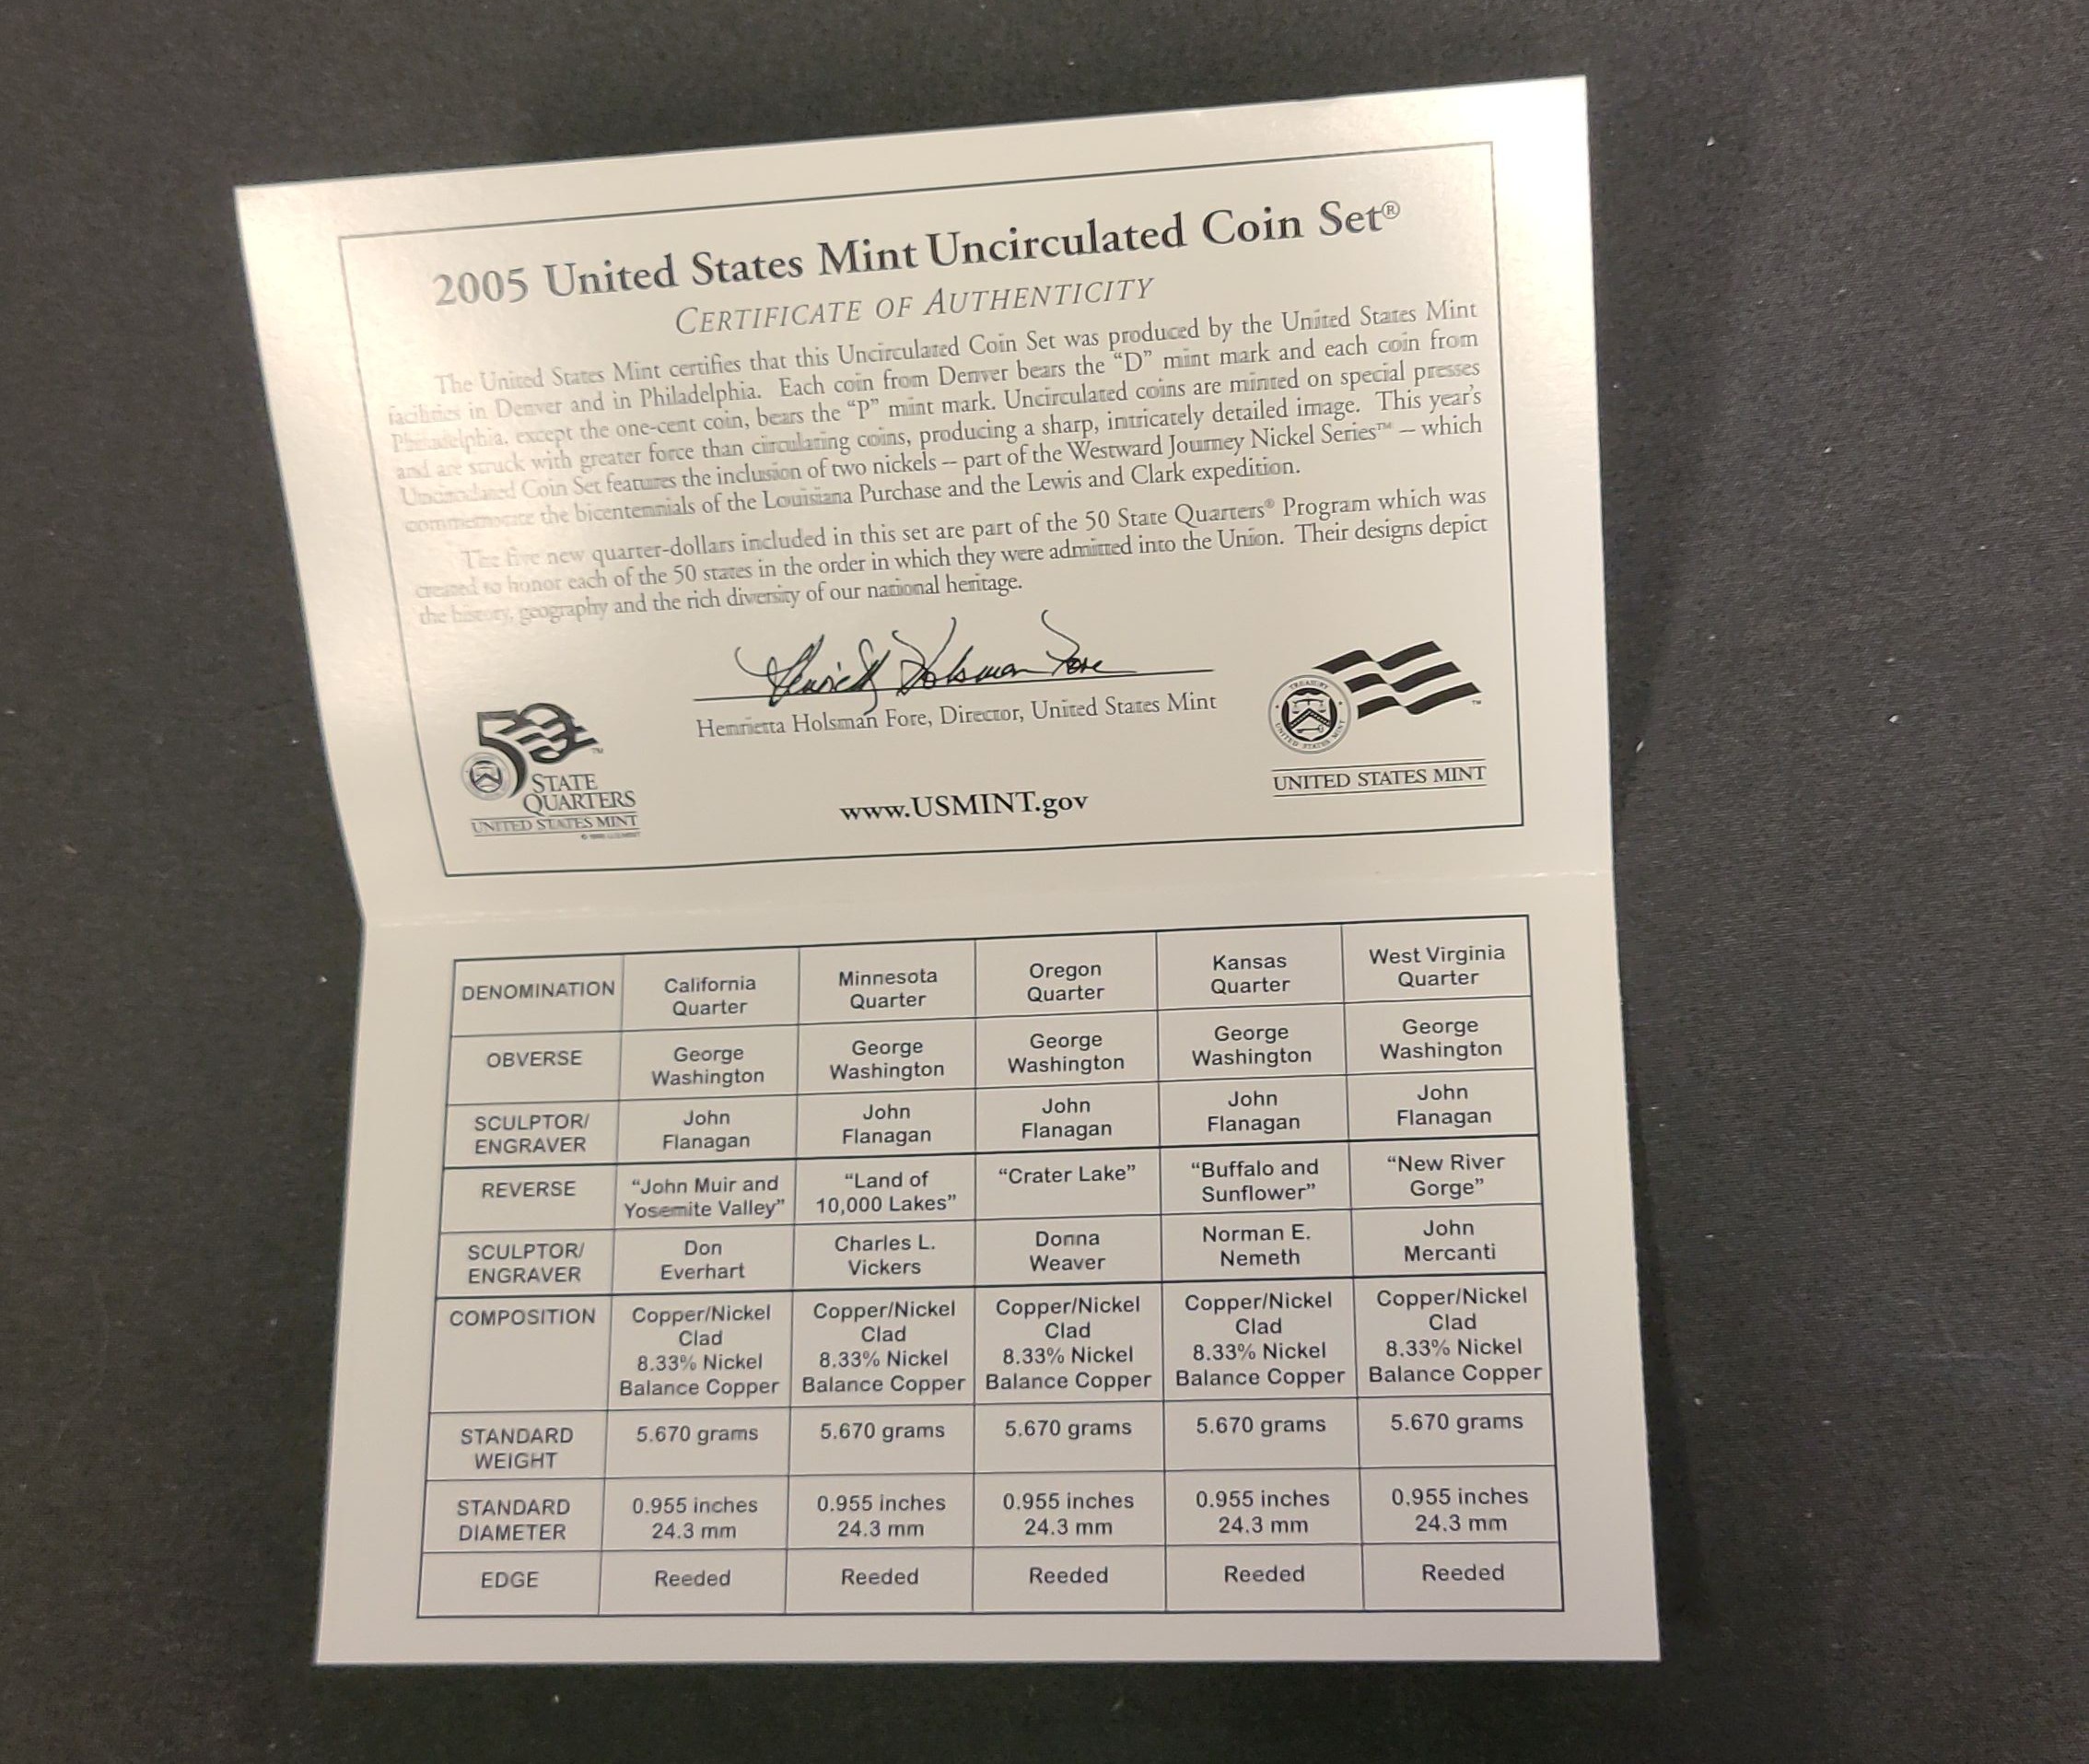 2005 United States Mint Uncirculated Coin Set®
CERTIFICATE OF AUTHENTICITY
The United States Mint certifies that this Uncirculated Coin Set was produced by the United States Mint
facilities in Denver and in Philadelphia. Each coin from Denver bears the “D” mint mark and each coin from
Philadelphia, except the one-cent coin, bears the “P” mint mark. Uncirculated coins are minted on special presses
and are struck with greater force than circulating coins, producing a sharp, intricately detailed image. This year’s
Uncirculated Coin Set features the inclusion of two nickels – part of the Westward Journey Nickel Series™ – which
commemorate the bicentennials of the Louisiana Purchase and the Lewis and Clark expedition.
The five new quarter-dollars included in this set are part of the 50 State Quarters® Program which was
created to honor each of the 50 states in the order in which they were admitted into the Union. Their designs depict
the history, geography and the rich diversity of our national heritage.
Henrietta Holsman Fore
Henrietta Holsman Fore, Director, United States Mint
50™
STATE
QUARTERS
UNITED STATES MINT
www.USMINT.gov
TREASURY
UNITED STATES MINT
™
UNITED STATES MINT
DENOMINATION California Quarter Minnesota Quarter Oregon Quarter Kansas Quarter West Virginia Quarter
OBVERSE George Washington George Washington George Washington George Washington George Washington
SCULPTOR/ENGRAVER John Flanagan John Flanagan John Flanagan John Flanagan John Flanagan
REVERSE “John Muir and Yosemite Valley” “Land of 10,000 Lakes” “Crater Lake” “Buffalo and Sunflower” “New River Gorge”
SCULPTOR/ENGRAVER Don Everhart Charles L. Vickers Donna Weaver Norman E. Nemeth John Mercanti
COMPOSITION Copper/Nickel Clad 8.33% Nickel Balance Copper Copper/Nickel Clad 8.33% Nickel Balance Copper Copper/Nickel Clad 8.33% Nickel Balance Copper Copper/Nickel Clad 8.33% Nickel Balance Copper Copper/Nickel Clad 8.33% Nickel Balance Copper
STANDARD WEIGHT 5.670 grams 5.670 grams 5.670 grams 5.670 grams 5.670 grams
STANDARD DIAMETER 0.955 inches 24.3 mm 0.955 inches 24.3 mm 0.955 inches 24.3 mm 0.955 inches 24.3 mm 0.955 inches 24.3 mm
EDGE Reeded Reeded Reeded Reeded Reeded